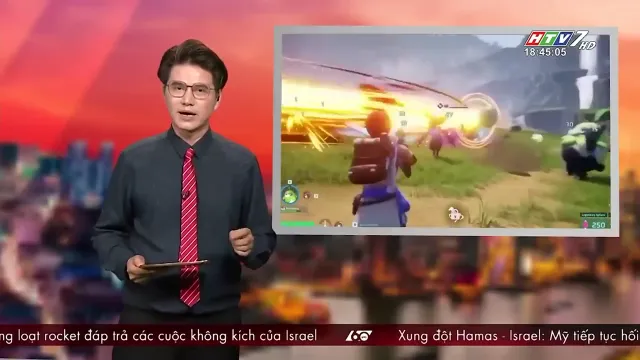 HTV7 HD
18:45:05
250
ng loạt rocket đáp trả các cuộc không kích của Israel
60
Xung đột Hamas - Israel: Mỹ tiếp tục hối